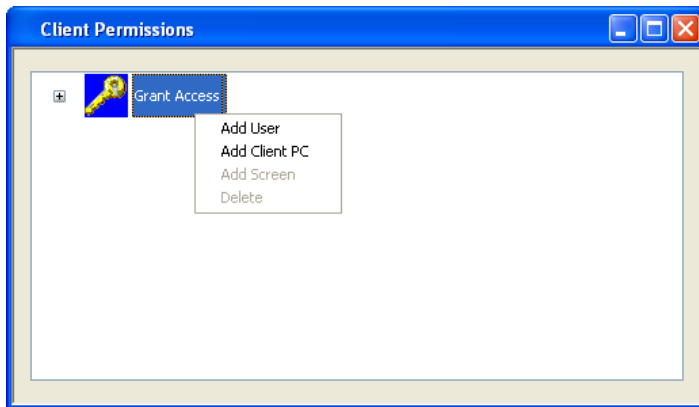 Client Permissions
Grant Access
Add User
Add Client PC
Add Screen
Delete